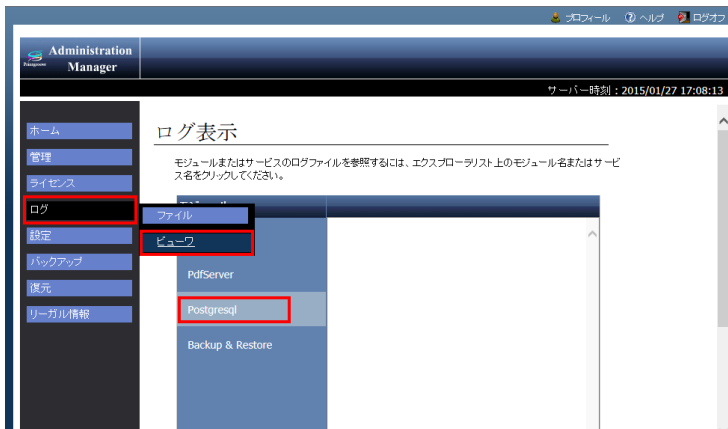 プロフィール ヘルプ ログオフ
Administration
Manager
サーバー時刻 : 2015/01/27 17:08:13
ホーム
管理
ライセンス
ログ
設定
バックアップ
復元
リーガル情報
ログ表示
モジュールまたはサービスのログファイルを参照するには、エクスプローラリスト上のモジュール名またはサービ
ス名をクリックしてください。
ファイル
ビューワ
PdfServer
Postgresql
Backup & Restore